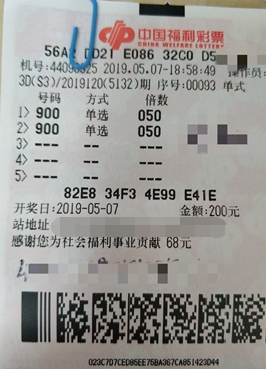 中国福利彩票
CHINA WELFARE LOTTERY
DD21 E086 32C0 D5
机号: 2019.05.07-18:58:49 操作员:
3D(S3)/2019120(5132)期 序号:00093 单式
号码 方式 倍数
1> 900 单选 050
2> 900 单选 050
3> ---
4> ---
5> ---
82E8 34F3 4E99 E41E
开奖日:2019-05-07 金额:200元
站地址:
感谢您为社会福利事业贡献 68元
023C7D7CED85EE75BA367CA851423D44